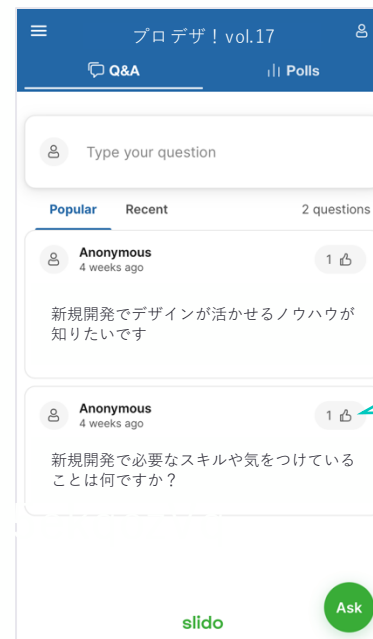 プロデザ！vol.17
Q&A
Polls
Type your question
Popular
Recent
2 questions
Anonymous
1
4 weeks ago
新規開発でデザインが活かせるノウハウが
知りたいです
Anonymous
1
4 weeks ago
新規開発で必要なスキルや気をつけている
ことは何ですか？
Ask
slido